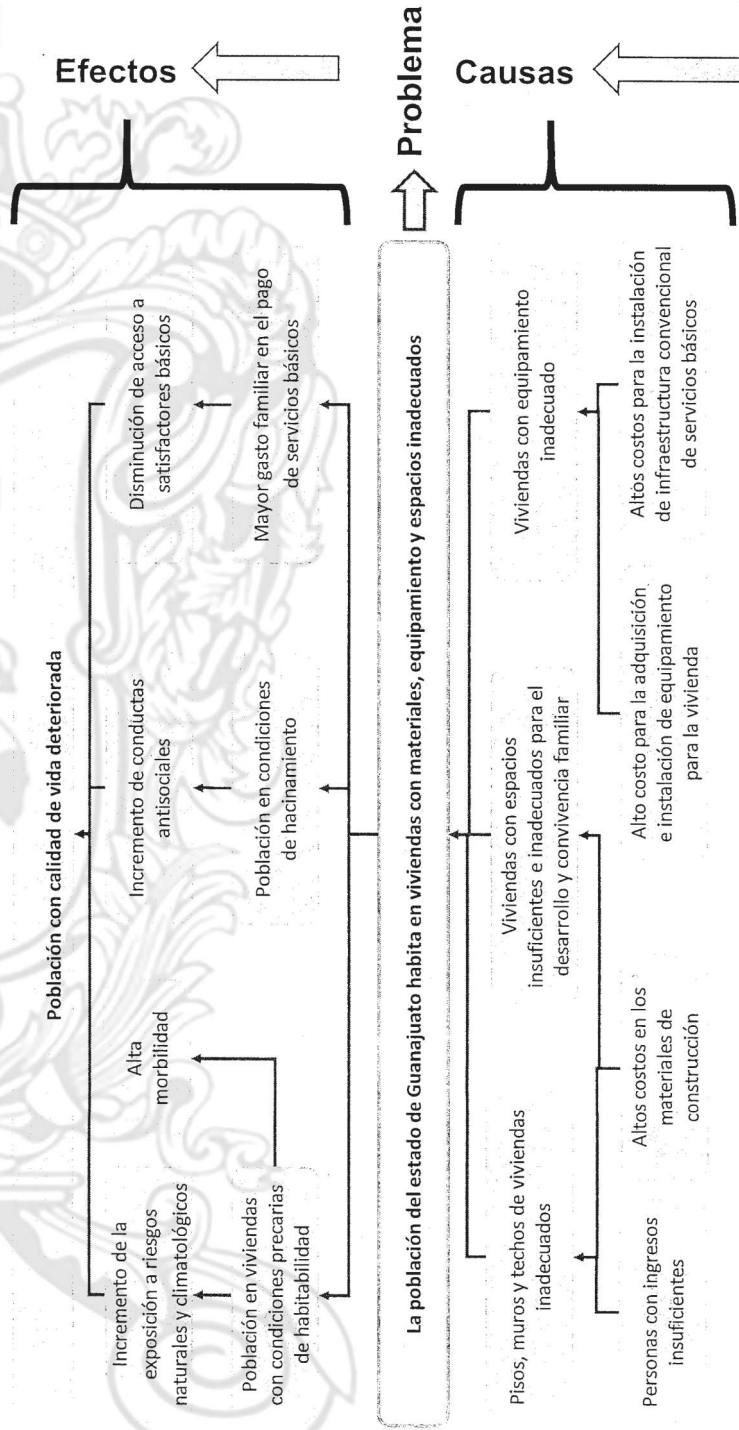 Población con calidad de vida deteriorada
Incremento de la
exposición a riesgos
naturales y climatológicos
Alta
morbilidad
Incremento de conductas
antisociales
Disminución de acceso a
satisfactores básicos
Población en viviendas
con condiciones precarias
de habitabilidad
Población en condiciones
de hacinamiento
Mayor gasto familiar en el pago
de servicios básicos
Efectos
La población del estado de Guanajuato habita en viviendas con materiales, equipamiento y espacios inadecuados
Problema
Pisos, muros y techos de viviendas
inadecuados
Viviendas con espacios
insuficientes e inadecuados para el
desarrollo y convivencia familiar
Viviendas con equipamiento
inadecuado
Personas con ingresos
insuficientes
Altos costos en los
materiales de
construcción
Alto costo para la adquisición
e instalación de equipamiento
para la vivienda
Altos costos para la instalación
de infraestructura convencional
de servicios básicos
Causas